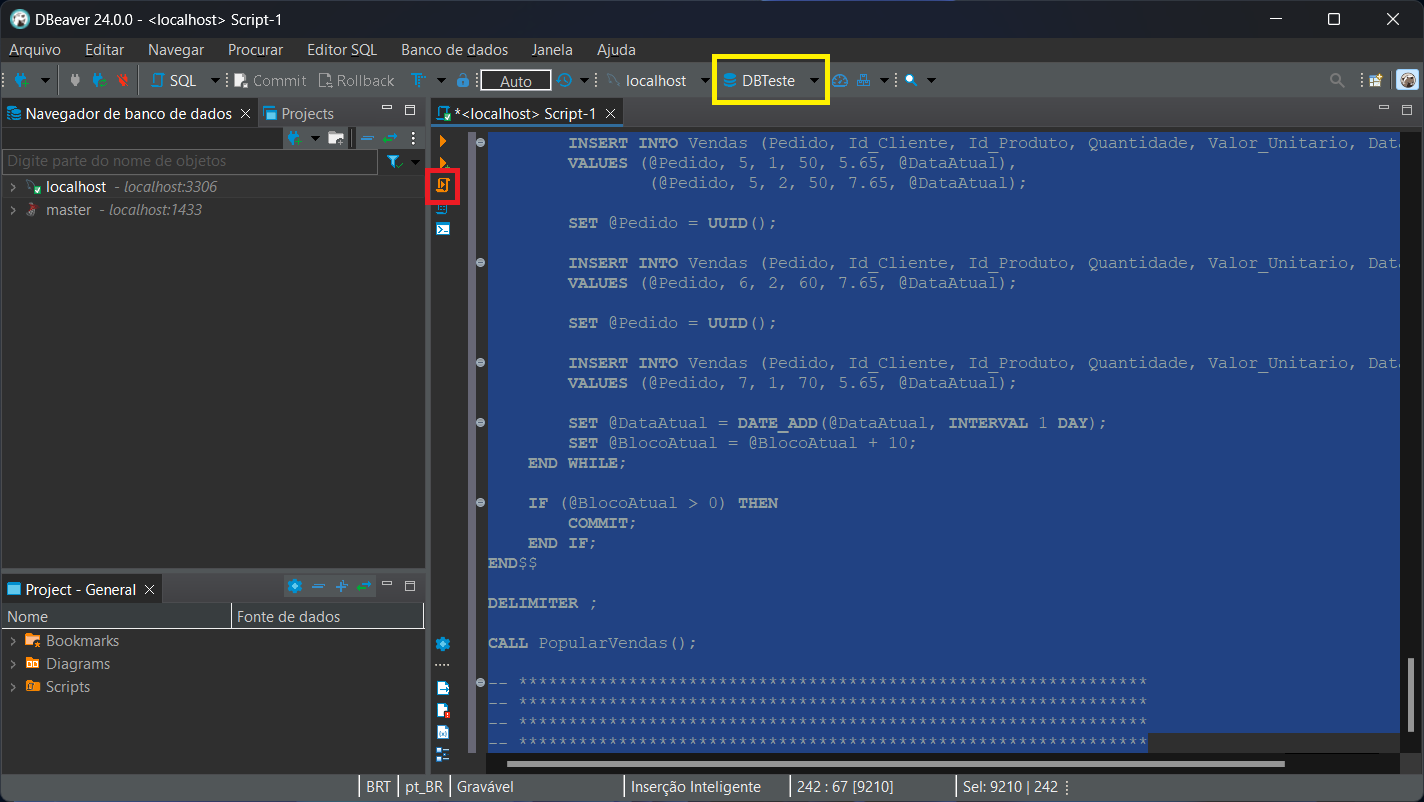 DBeaver 24.0.0 - <localhost> Script-1
Arquivo Editar Navegar Procurar Editor SQL Banco de dados Janela Ajuda
SQL Commit Rollback Auto localhost DBTeste
Navegador de banco de dados Projects
Digite parte do nome de objetos
localhost - localhost:3306
master - localhost:1433
Project - General
Nome Fonte de dados
Bookmarks
Diagrams
Scripts
*<localhost> Script-1
INSERT INTO Vendas (Pedido, Id_Cliente, Id_Produto, Quantidade, Valor_Unitario, Dat
VALUES (@Pedido, 5, 1, 50, 5.65, @DataAtual),
(@Pedido, 5, 2, 50, 7.65, @DataAtual);
SET @Pedido = UUID();
INSERT INTO Vendas (Pedido, Id_Cliente, Id_Produto, Quantidade, Valor_Unitario, Dat
VALUES (@Pedido, 6, 2, 60, 7.65, @DataAtual);
SET @Pedido = UUID();
INSERT INTO Vendas (Pedido, Id_Cliente, Id_Produto, Quantidade, Valor_Unitario, Dat
VALUES (@Pedido, 7, 1, 70, 5.65, @DataAtual);
SET @DataAtual = DATE_ADD(@DataAtual, INTERVAL 1 DAY);
SET @BlocoAtual = @BlocoAtual + 10;
END WHILE;
IF (@BlocoAtual > 0) THEN
COMMIT;
END IF;
END$$
DELIMITER ;
CALL PopularVendas();
-- ***************************************************************
-- ***************************************************************
-- ***************************************************************
-- ***************************************************************
BRT pt_BR Gravável Inserção Inteligente 242 : 67 [9210] Sel: 9210 | 242